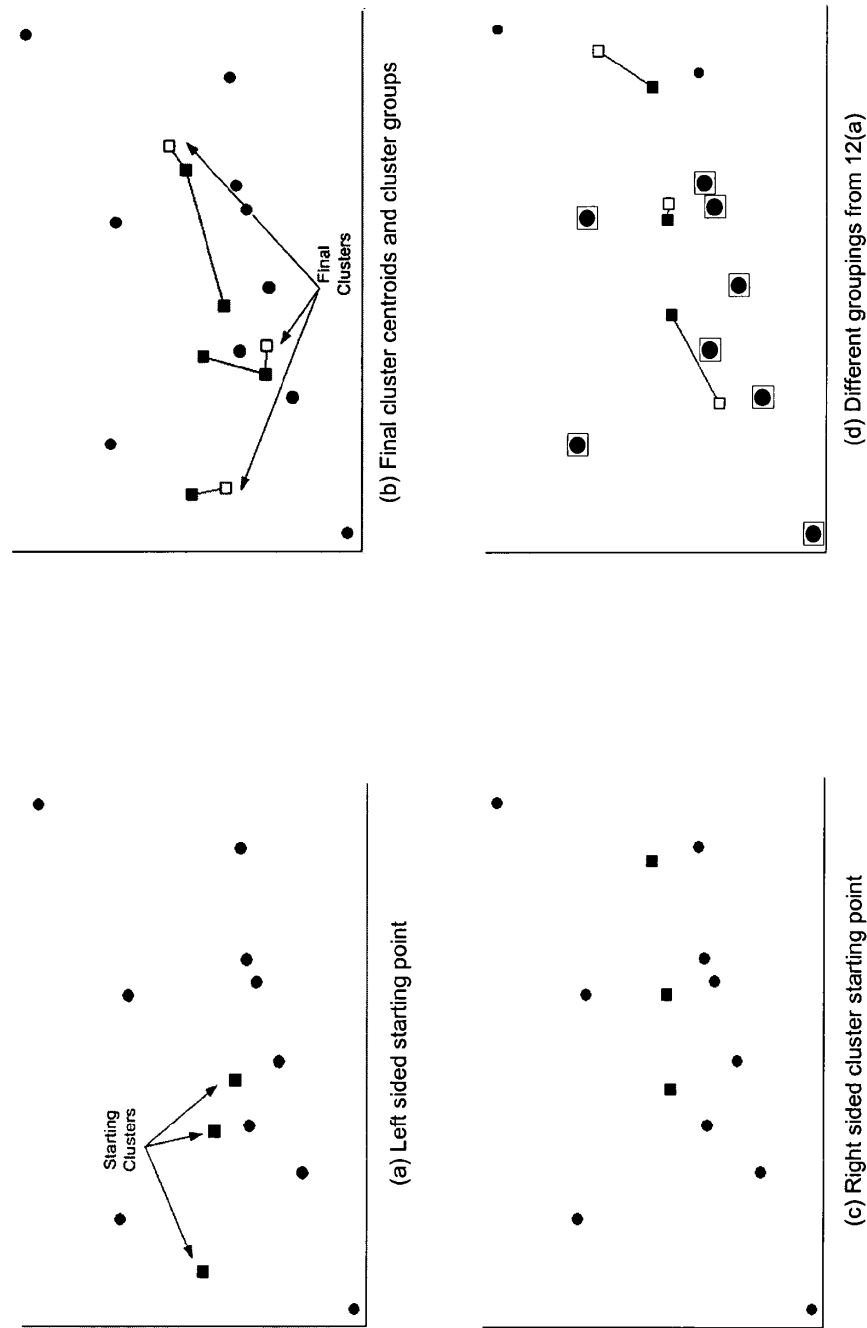 Starting
Clusters
(a) Left sided starting point
Final
Clusters
(b) Final cluster centroids and cluster groups
(c) Right sided cluster starting point
(d) Different groupings from 12(a)